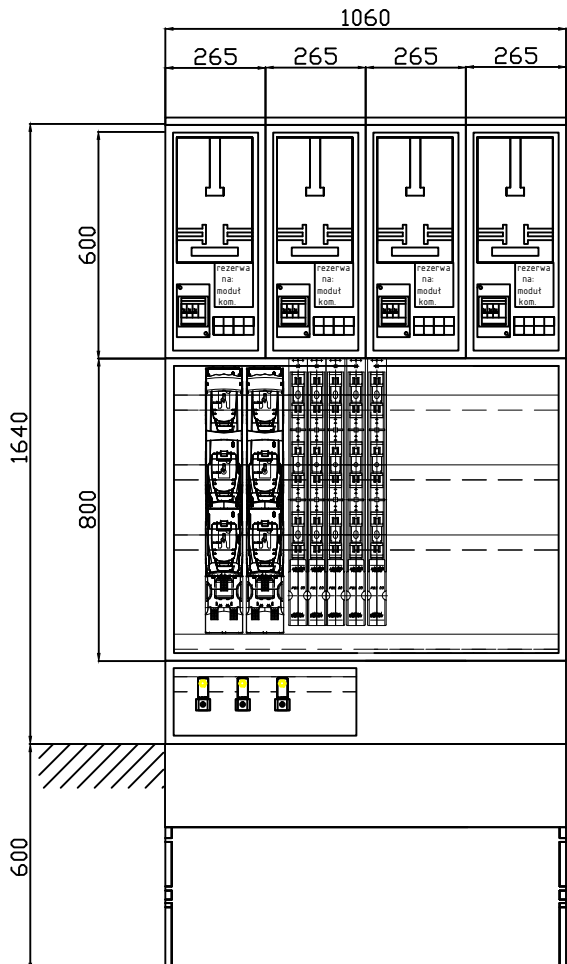 1060
265
265
265
265
rezerwa
na:
moduł
kom.
rezerwa
na:
moduł
kom.
rezerwa
na:
moduł
kom.
rezerwa
na:
moduł
kom.
600
1640
800
600